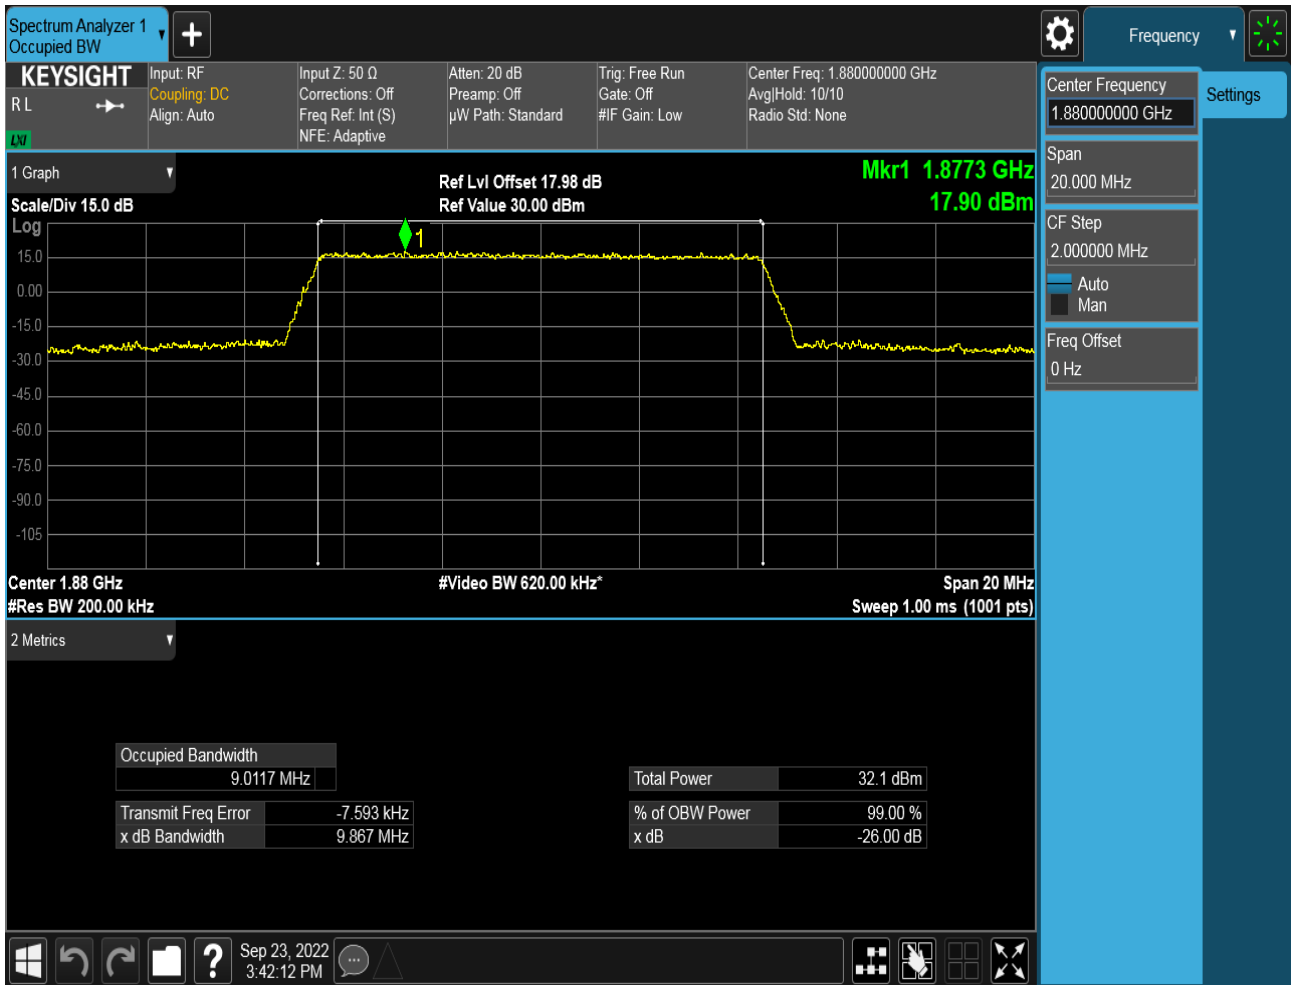 Spectrum Analyzer 1
Occupied BW
Frequency
KEYSIGHT
R L
LXI
Input: RF
Coupling: DC
Align: Auto
Input Z: 50 Ω
Corrections: Off
Freq Ref: Int (S)
NFE: Adaptive
Atten: 20 dB
Preamp: Off
µW Path: Standard
Trig: Free Run
Gate: Off
#IF Gain: Low
Center Freq: 1.880000000 GHz
Avg|Hold: 10/10
Radio Std: None
Center Frequency
1.880000000 GHz
Settings
Span
20.000 MHz
CF Step
2.000000 MHz
Auto
Man
Freq Offset
0 Hz
1 Graph
Scale/Div 15.0 dB
Ref Lvl Offset 17.98 dB
Ref Value 30.00 dBm
Mkr1 1.8773 GHz
17.90 dBm
Log
1
15.0
0.00
-15.0
-30.0
-45.0
-60.0
-75.0
-90.0
-105
Center 1.88 GHz
#Video BW 620.00 kHz*
Span 20 MHz
#Res BW 200.00 kHz
Sweep 1.00 ms (1001 pts)
2 Metrics
Occupied Bandwidth
9.0117 MHz
Transmit Freq Error -7.593 kHz
x dB Bandwidth 9.867 MHz
Total Power 32.1 dBm
% of OBW Power 99.00 %
x dB -26.00 dB
?
Sep 23, 2022
3:42:12 PM